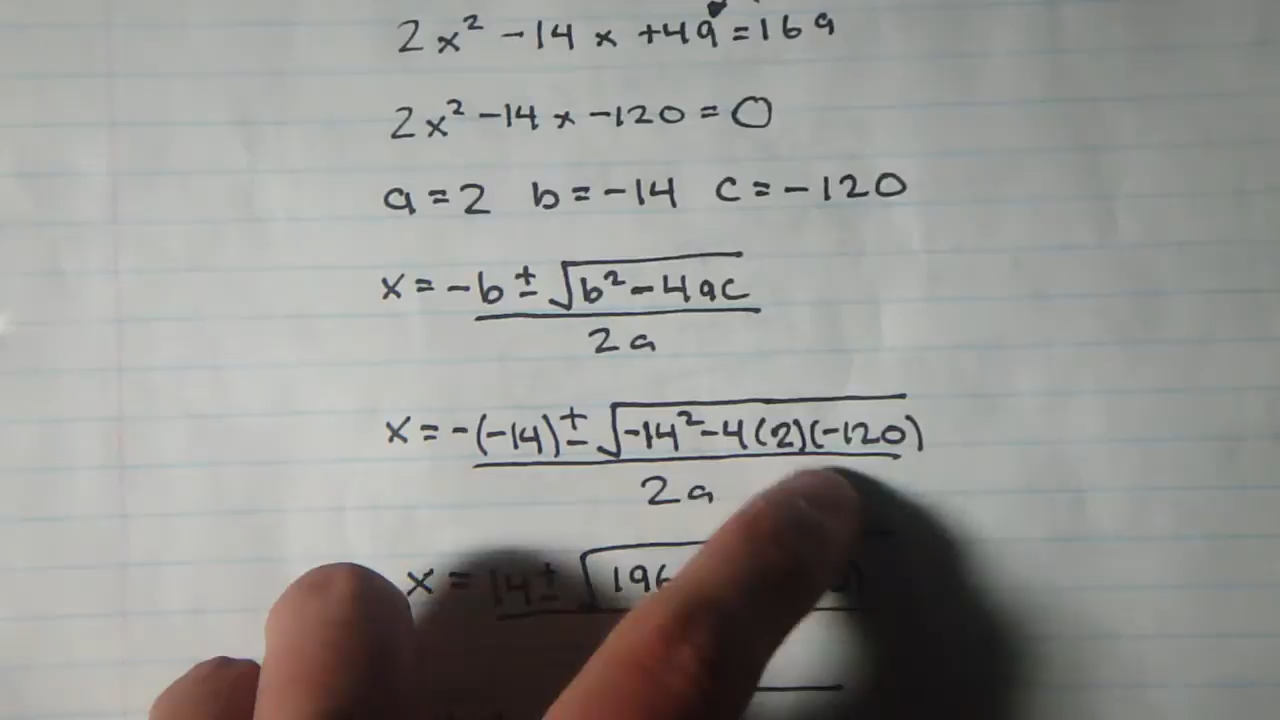 2x² -14x +49 = 169
2x² -14x -120 = 0
a = 2 b = -14 c = -120
x = -b ± √b² - 4ac
2a
x = -(-14) ± √-14² - 4(2)(-120)
2a
x = 14 ± √196